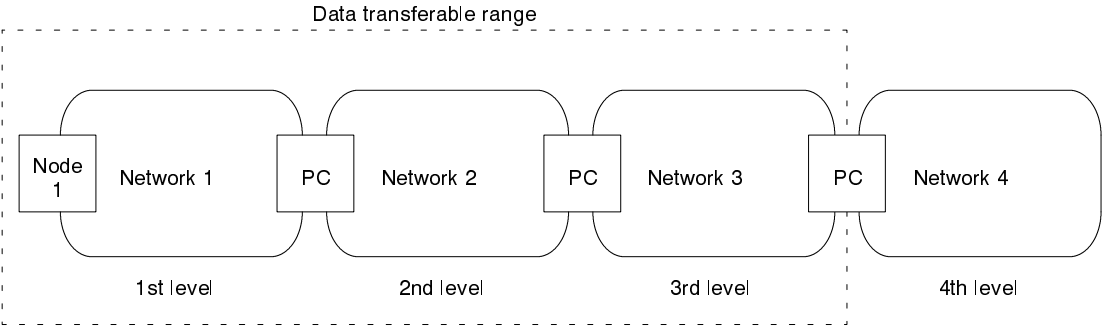 Data transferable range
Node
1
Network 1
PC
Network 2
PC
Network 3
PC
Network 4
1st level
2nd level
3rd level
4th level